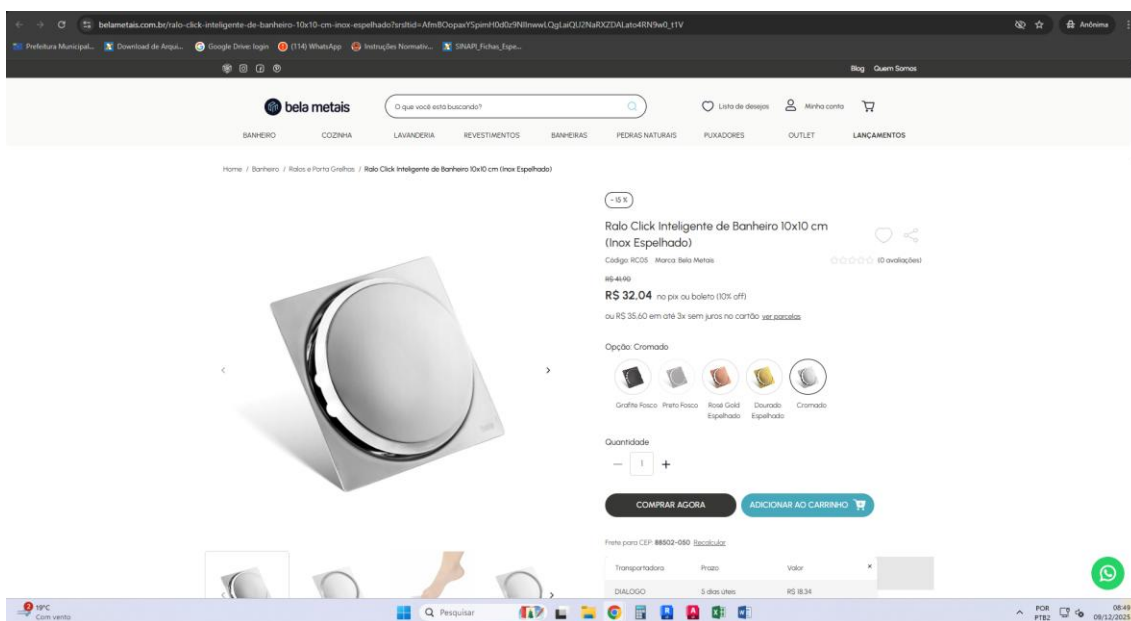 belametais.com.br/ralo-click-inteligente-de-banheiro-10x10-cm-inox-espelhado?srsltid=
Anônima
Prefeitura Municipal... Download de Arqui... Google Drive: login (114) WhatsApp Instruções Normativ... SINAPI_Fichas_Espe...
Blog Quem Somos
bela metais
O que você está buscando?
Lista de desejos Minha conta
BANHEIRO COZINHA LAVANDERIA REVESTIMENTOS BANHEIRAS PEDRAS NATURAIS PUXADORES OUTLET LANÇAMENTOS
Home / Banheiro / Ralos e Porta Grelhas / Ralo Click Inteligente de Banheiro 10x10 cm (Inox Espelhado)
- 15 %
Ralo Click Inteligente de Banheiro 10x10 cm
(Inox Espelhado)
Código: RC05 Marca: Bela Metais (0 avaliações)
R$ 41,90
R$ 32,04 no pix ou boleto (10% off)
ou R$ 35,60 em até 3x sem juros no cartão ver parcelas
Opção: Cromado
Grafite Fosco Preto Fosco Rosé Gold Espelhado Dourado Espelhado Cromado
Quantidade
1
COMPRAR AGORA ADICIONAR AO CARRINHO
Frete para CEP: 88502-050 Recalcular
Transportadora Prazo Valor x
DIALOGO 5 dias úteis R$ 18,34
2
19°C
Com vento
Pesquisar
POR
PTB2
08:49
09/12/2025